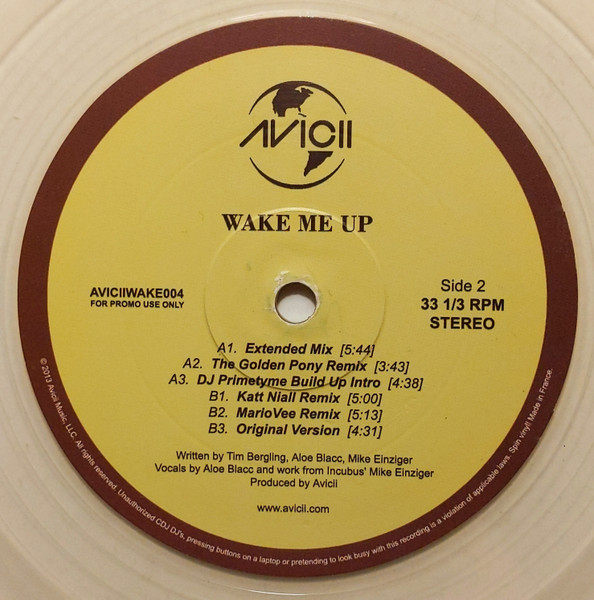 AVICII
WAKE ME UP
AVICIIWAKE004
FOR PROMO USE ONLY
Side 2
33 1/3 RPM
STEREO
A1. Extended Mix [5:44]
A2. The Golden Pony Remix [3:43]
A3. DJ Primetyme Build Up Intro [4:38]
B1. Katt Niall Remix [5:00]
B2. MarioVee Remix [5:13]
B3. Original Version [4:31]
Written by Tim Bergling, Aloe Blacc, Mike Einziger
Vocals by Aloe Blacc and work from Incubus' Mike Einziger
Produced by Avicii
www.avicii.com
© 2013 Avicii Music, LLC. All rights reserved. Unauthorized CDJ DJ's, pressing buttons on a laptop or pretending to look busy with this recording is a violation of applicable laws. Spin vinyl!! Made in France.